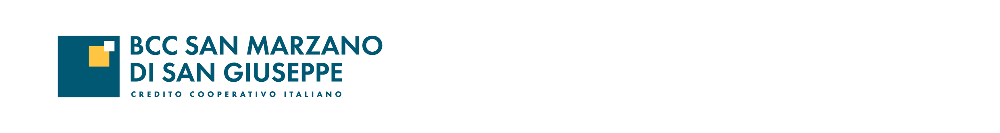 BCC SAN MARZANO
DI SAN GIUSEPPE
CREDITO COOPERATIVO ITALIANO